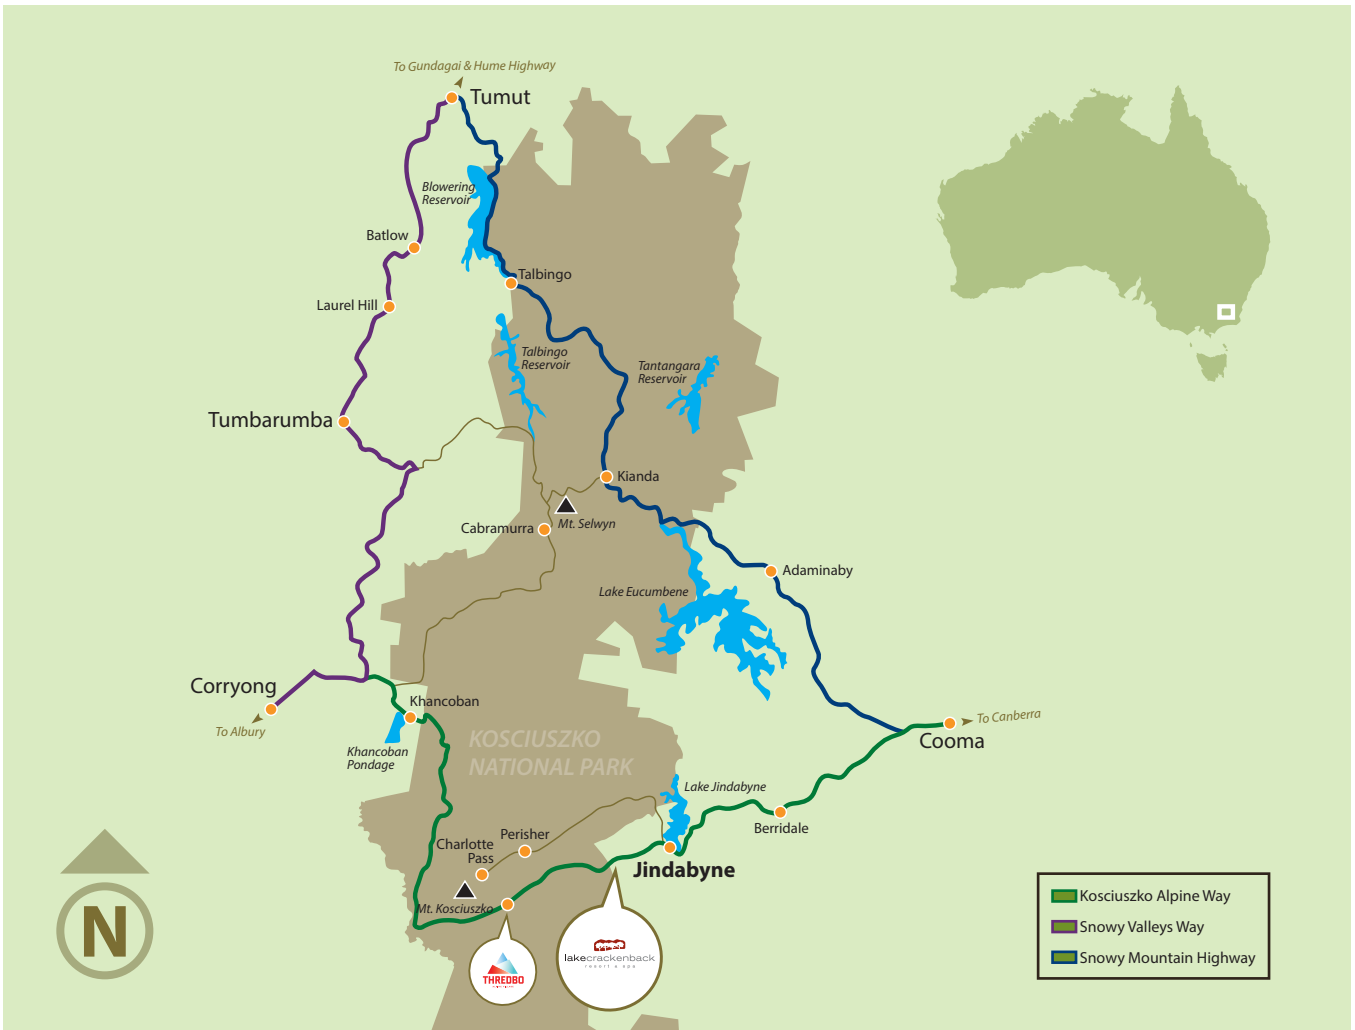 To Gundagai & Hume Highway
Tumut
Blowering
Reservoir
Batlow
Talbingo
Laurel Hill
Talbingo
Reservoir
Tantangara
Reservoir
Tumbarumba
Kianda
Cabramurra
Mt. Selwyn
Adaminaby
Lake Eucumbene
Corryong
To Albury
Khancoban
Khancoban
Pondage
KOSCIUSZKO
NATIONAL PARK
To Canberra
Cooma
Lake Jindabyne
Berridale
Perisher
Charlotte
Pass
Jindabyne
Mt. Kosciuszko
THREDBO
lakecrackenback
resort & spa
N
Kosciuszko Alpine Way
Snowy Valleys Way
Snowy Mountain Highway